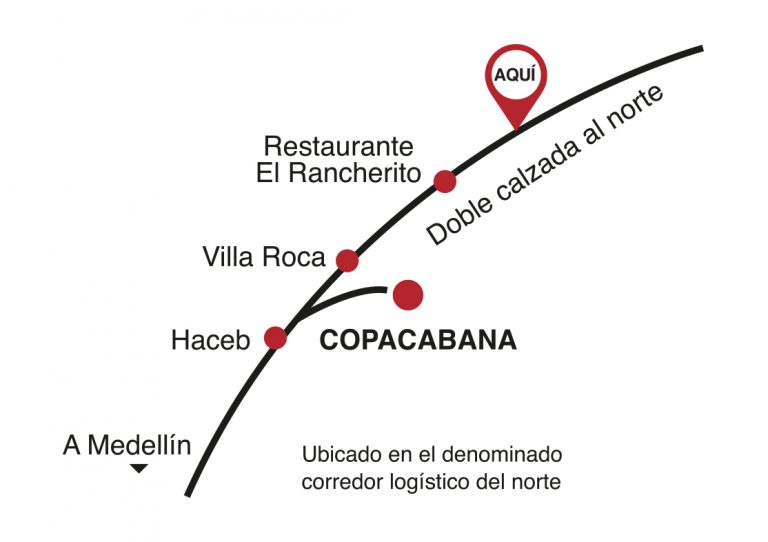 AQUÍ
Doble calzada al norte
Restaurante
El Rancherito
Villa Roca
Haceb
COPACABANA
A Medellín
Ubicado en el denominado
corredor logístico del norte